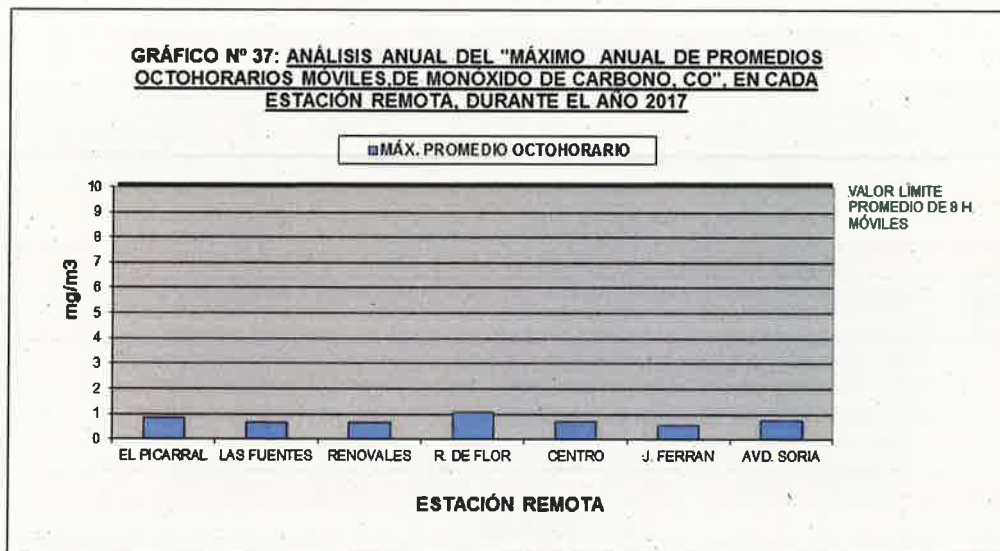 GRÁFICO Nº 37: ANÁLISIS ANUAL DEL "MÁXIMO ANUAL DE PROMEDIOS
OCTOHORARIOS MÓVILES,DE MONÓXIDO DE CARBONO, CO", EN CADA
ESTACIÓN REMOTA, DURANTE EL AÑO 2017
MÁX. PROMEDIO OCTOHORARIO
VALOR LÍMITE
PROMEDIO DE 8 H.
MÓVILES
mg/m3
10
9
8
7
6
5
4
3
2
1
0
EL PICARRAL LAS FUENTES RENOVALES R. DE FLOR CENTRO J. FERRAN AVD. SORIA
ESTACIÓN REMOTA